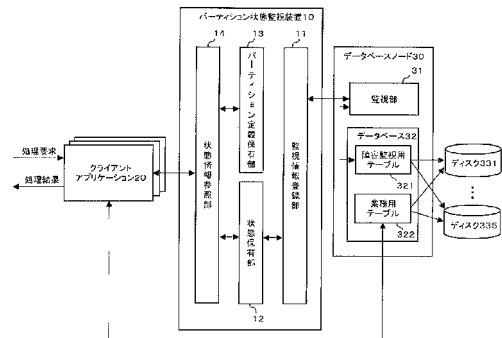 パーティション状態監視装置10
14
13
11
データベースノード30
31
監視部
パーティション定義保有部
状態情報参照部
監視情報登録部
データベース32
障害監視用
テーブル
321
業務用
テーブル
322
ディスク331
ディスク335
処理要求
処理結果
クライアント
アプリケーション20
状態保有部
12